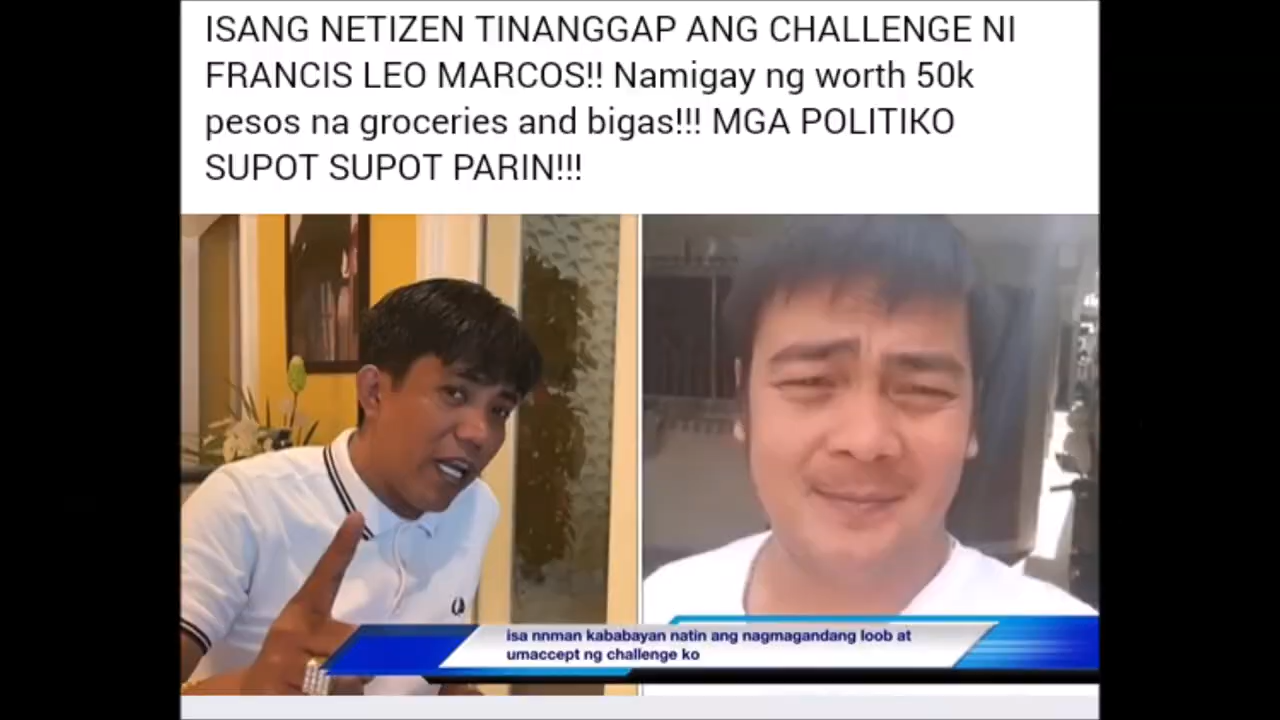 ISANG NETIZEN TINANGGAP ANG CHALLENGE NI
FRANCIS LEO MARCOS!! Namigay ng worth 50k
pesos na groceries and bigas!!! MGA POLITIKO
SUPOT SUPOT PARIN!!!
isa nnman kababayan natin ang nagmagandang loob at
umaccept ng challenge ko